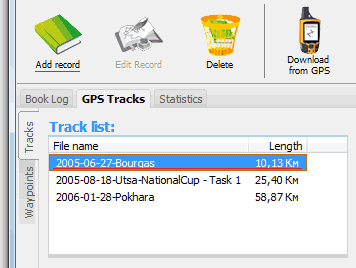 Add record
Edit Record
Delete
Download
from GPS
Book Log
GPS Tracks
Statistics
Tracks
Waypoints
Track list:
File name Length
2005-06-27-Bourgas 10,13 Км
2005-08-18-Utsa-NationalCup - Task 1 25,40 Км
2006-01-28-Pokhara 58,87 Км